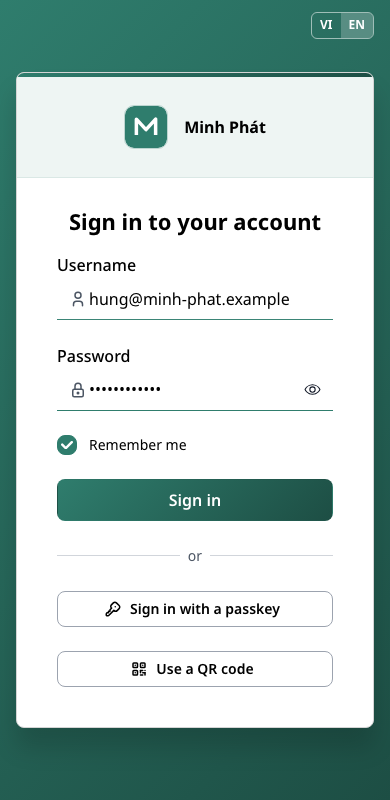 VI EN
Minh Phát
Sign in to your account
Username
hung@minh-phat.example
Password
••••••••••••
Remember me
Sign in
or
Sign in with a passkey
Use a QR code